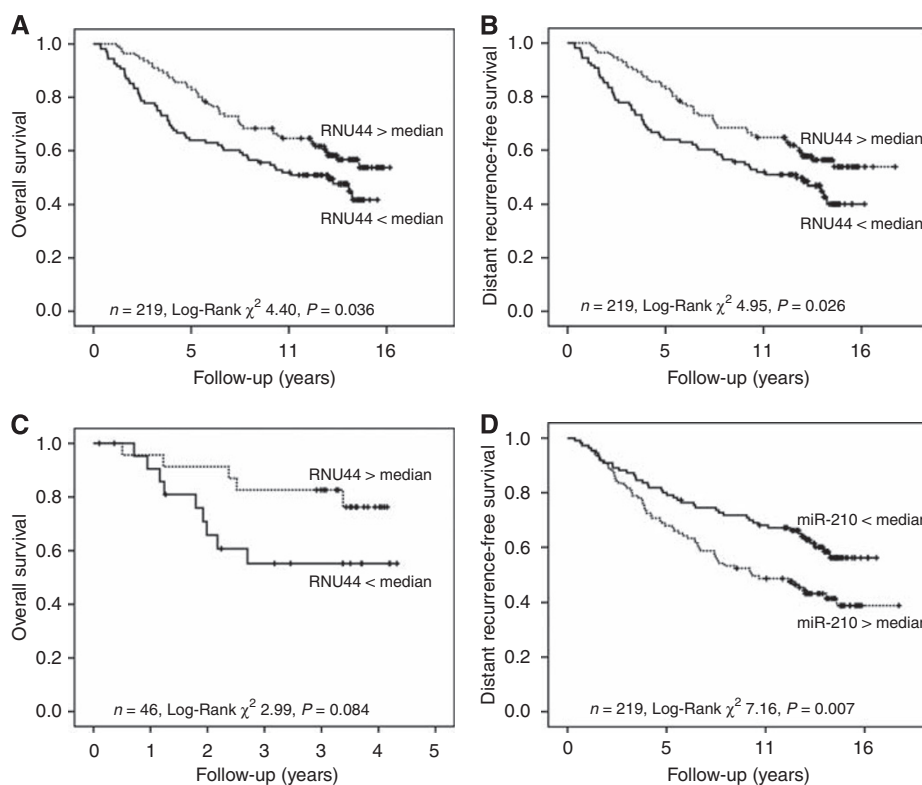 A
1.0
0.8
0.6
0.4
0.2
0.0
Overall survival
RNU44 > median
RNU44 < median
n = 219, Log-Rank χ² 4.40, P = 0.036
0 5 11 16
Follow-up (years)
B
1.0
0.8
0.6
0.4
0.2
0.0
Distant recurrence-free survival
RNU44 > median
RNU44 < median
n = 219, Log-Rank χ² 4.95, P = 0.026
0 5 11 16
Follow-up (years)
C
1.0
0.8
0.6
0.4
0.2
0.0
Overall survival
RNU44 > median
RNU44 < median
n = 46, Log-Rank χ² 2.99, P = 0.084
0 1 2 3 3 4 5
Follow-up (years)
D
1.0
0.8
0.6
0.4
0.2
0.0
Distant recurrence-free survival
miR-210 < median
miR-210 > median
n = 219, Log-Rank χ² 7.16, P = 0.007
0 5 11 16
Follow-up (years)